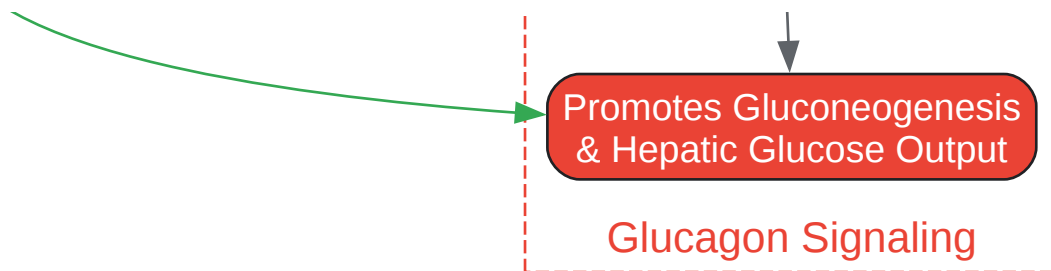 Promotes Gluconeogenesis
& Hepatic Glucose Output
Glucagon Signaling